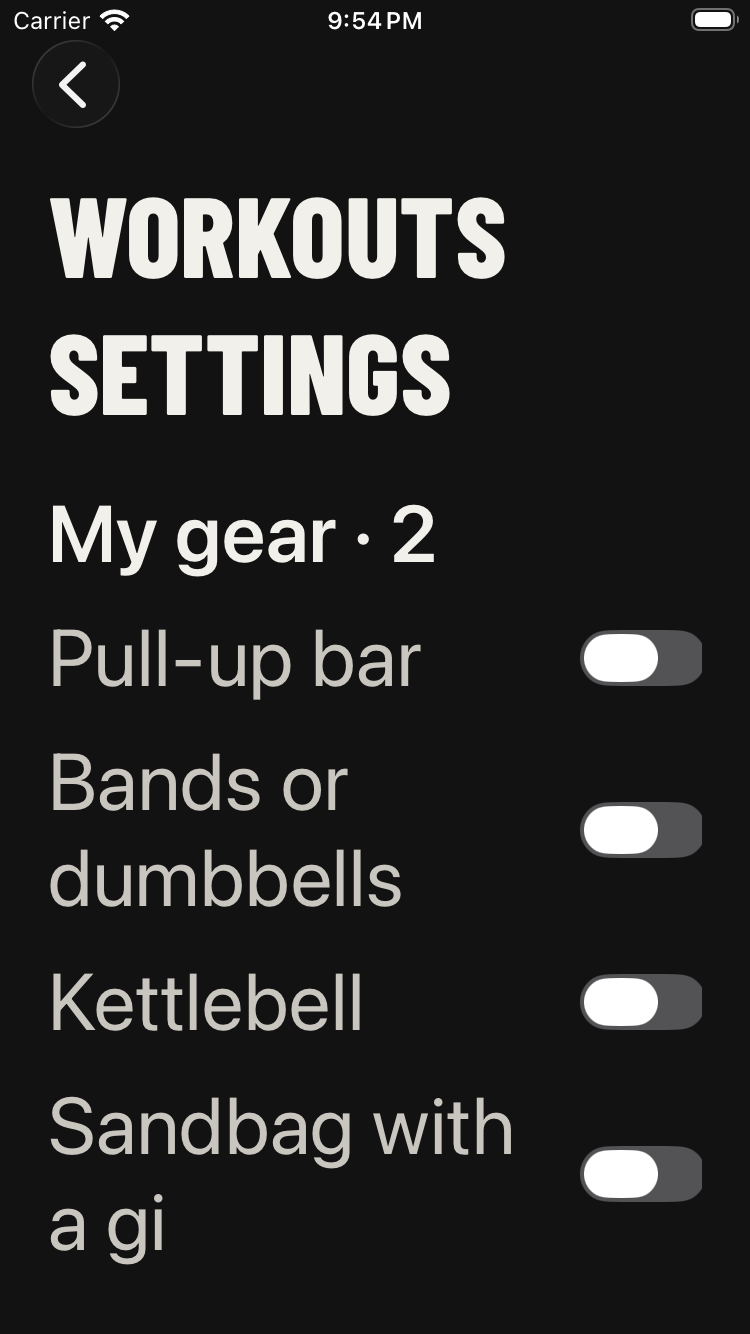 Carrier
9:54 PM
WORKOUTS
SETTINGS
My gear · 2
Pull-up bar
Bands or
dumbbells
Kettlebell
Sandbag with
a gi